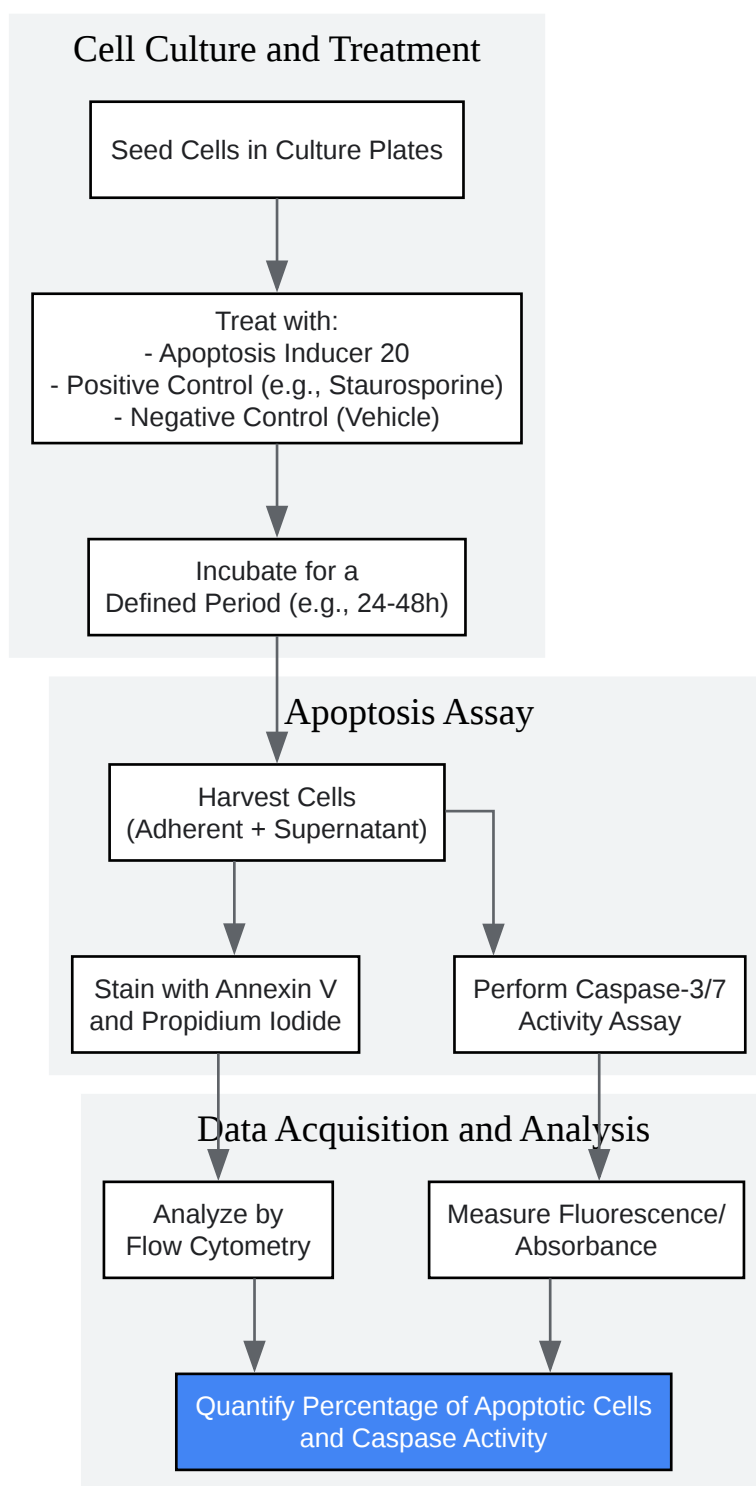 Cell Culture and Treatment
Seed Cells in Culture Plates
Treat with:
- Apoptosis Inducer 20
- Positive Control (e.g., Staurosporine)
- Negative Control (Vehicle)
Incubate for a
Defined Period (e.g., 24-48h)
Apoptosis Assay
Harvest Cells
(Adherent + Supernatant)
Stain with Annexin V
and Propidium Iodide
Perform Caspase-3/7
Activity Assay
Data Acquisition and Analysis
Analyze by
Flow Cytometry
Measure Fluorescence/
Absorbance
Quantify Percentage of Apoptotic Cells
and Caspase Activity